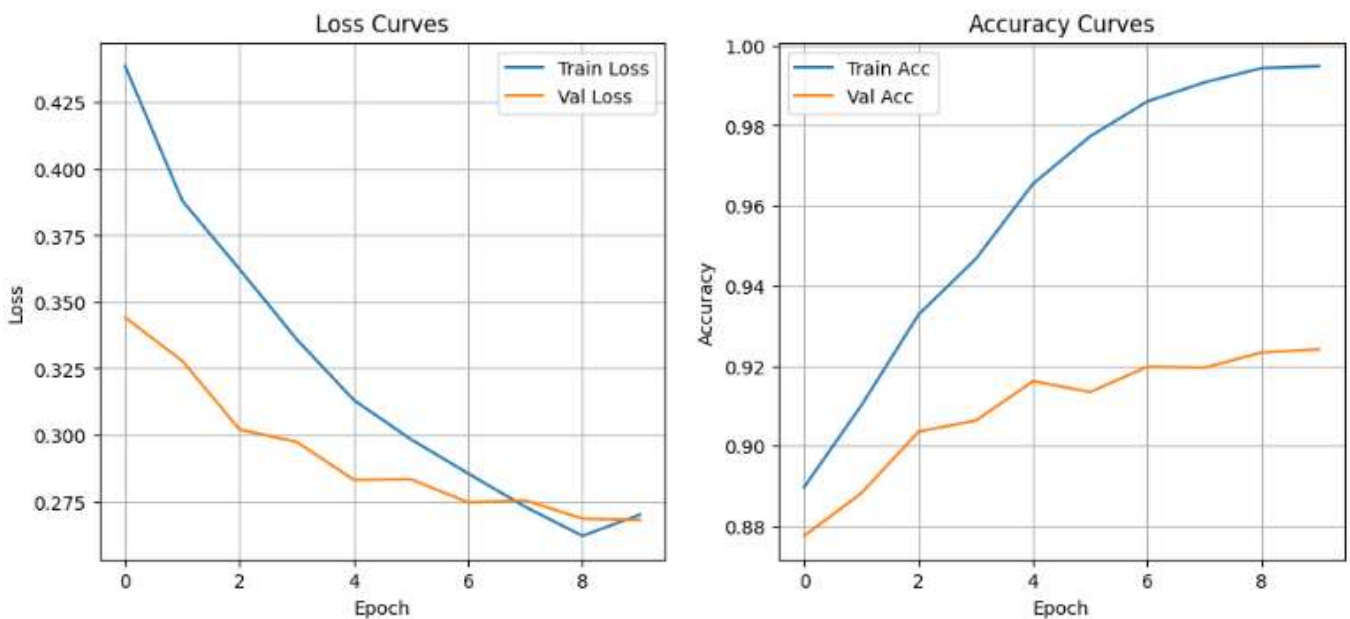 Loss Curves
Train Loss
Val Loss
0.425
0.400
0.375
0.350
0.325
0.300
0.275
Loss
0 2 4 6 8
Epoch
Accuracy Curves
Train Acc
Val Acc
1.00
0.98
0.96
0.94
0.92
0.90
0.88
Accuracy
0 2 4 6 8
Epoch